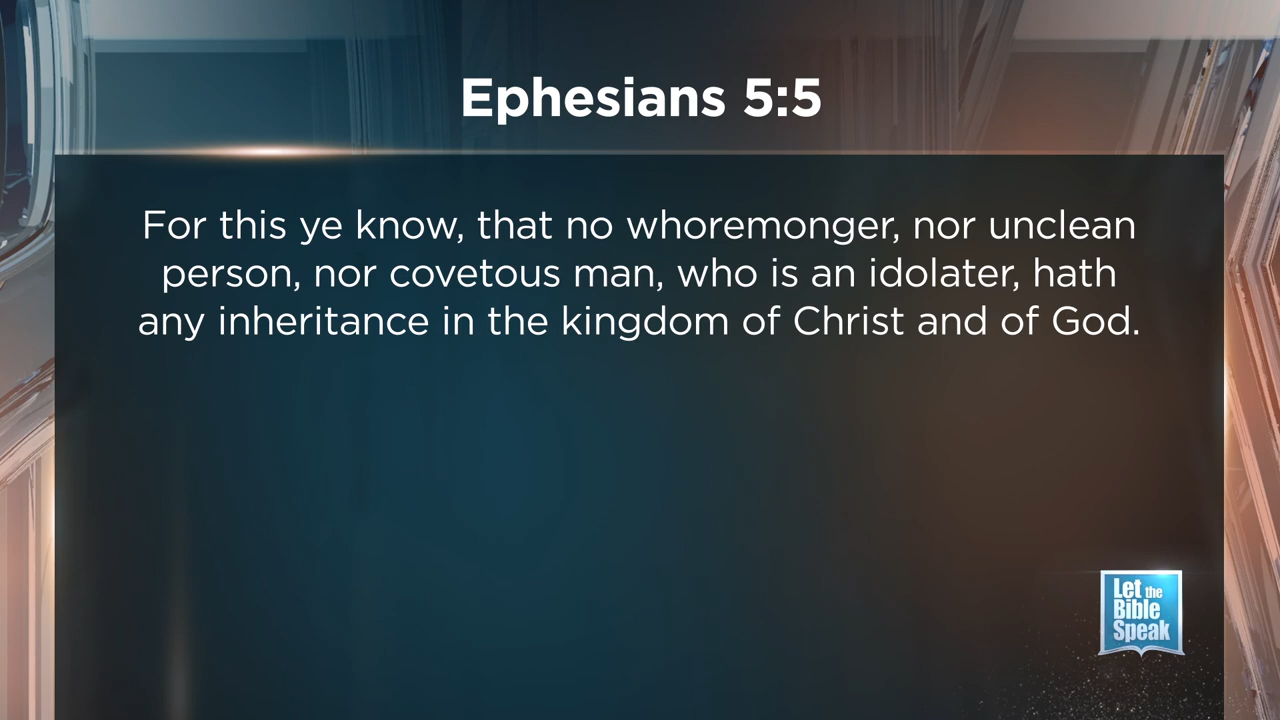 Ephesians 5:5
For this ye know, that no whoremonger, nor unclean
person, nor covetous man, who is an idolater, hath
any inheritance in the kingdom of Christ and of God.
Let the
Bible
Speak